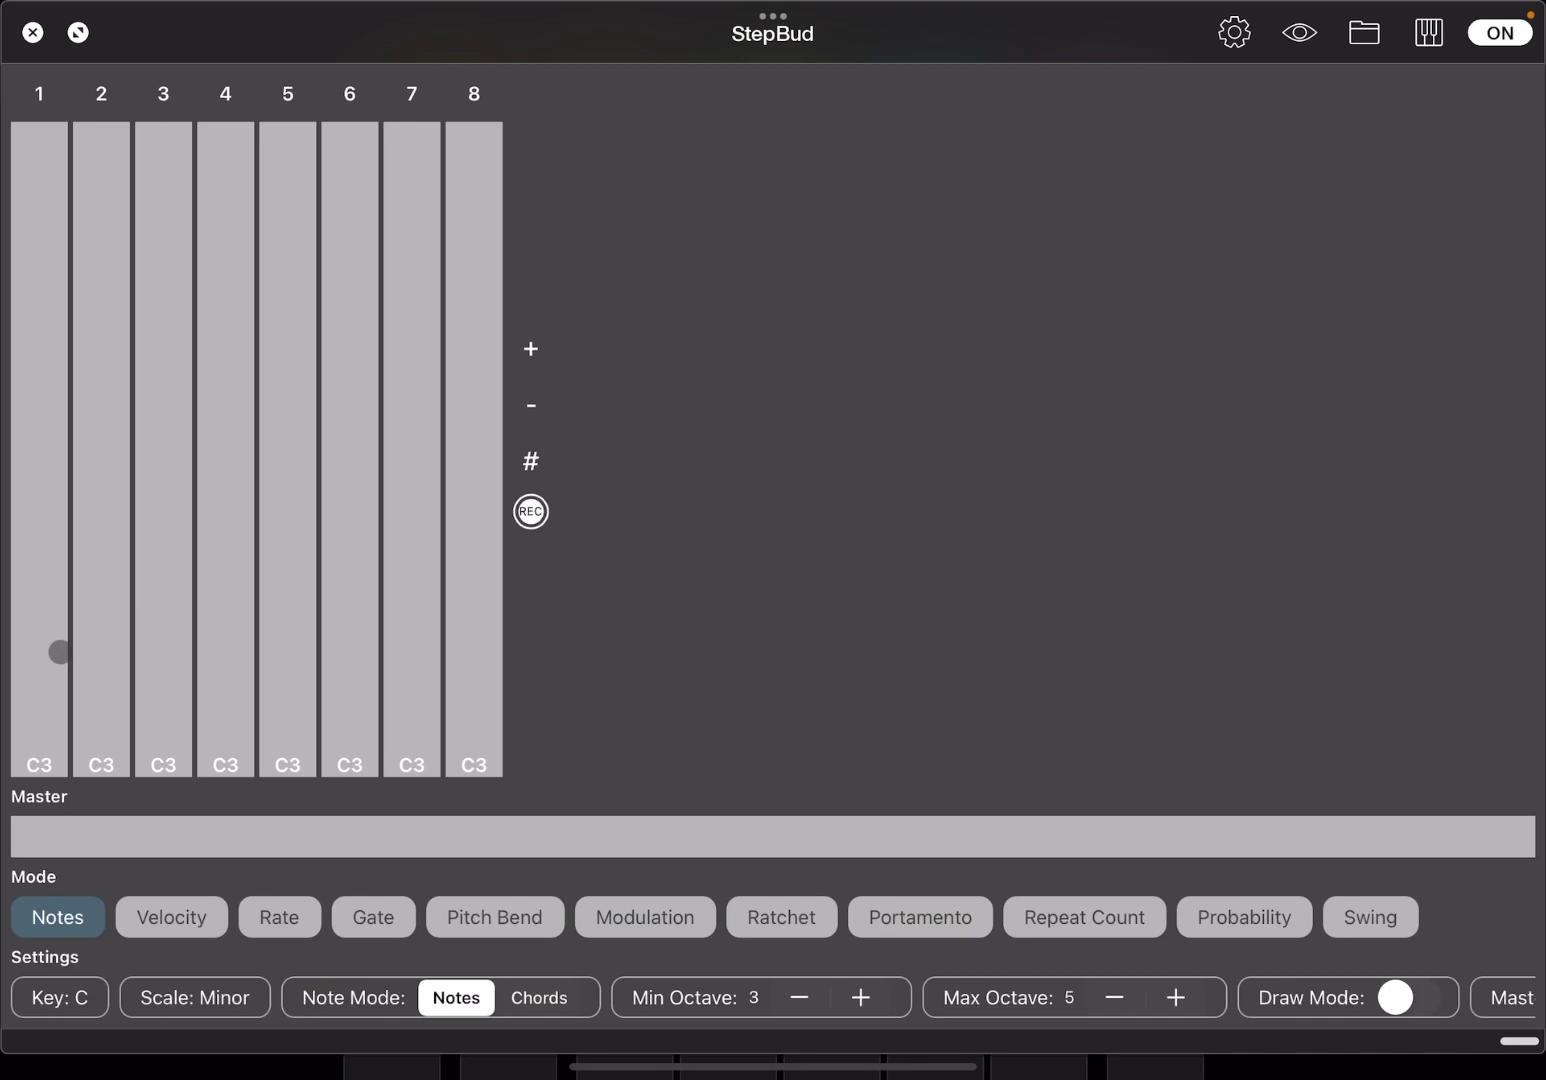 StepBud
ON
1 2 3 4 5 6 7 8
+
-
#
REC
C3 C3 C3 C3 C3 C3 C3 C3
Master
Mode
Notes Velocity Rate Gate Pitch Bend Modulation Ratchet Portamento Repeat Count Probability Swing
Settings
Key: C Scale: Minor Note Mode: Notes Chords Min Octave: 3 — + Max Octave: 5 — + Draw Mode: Mast